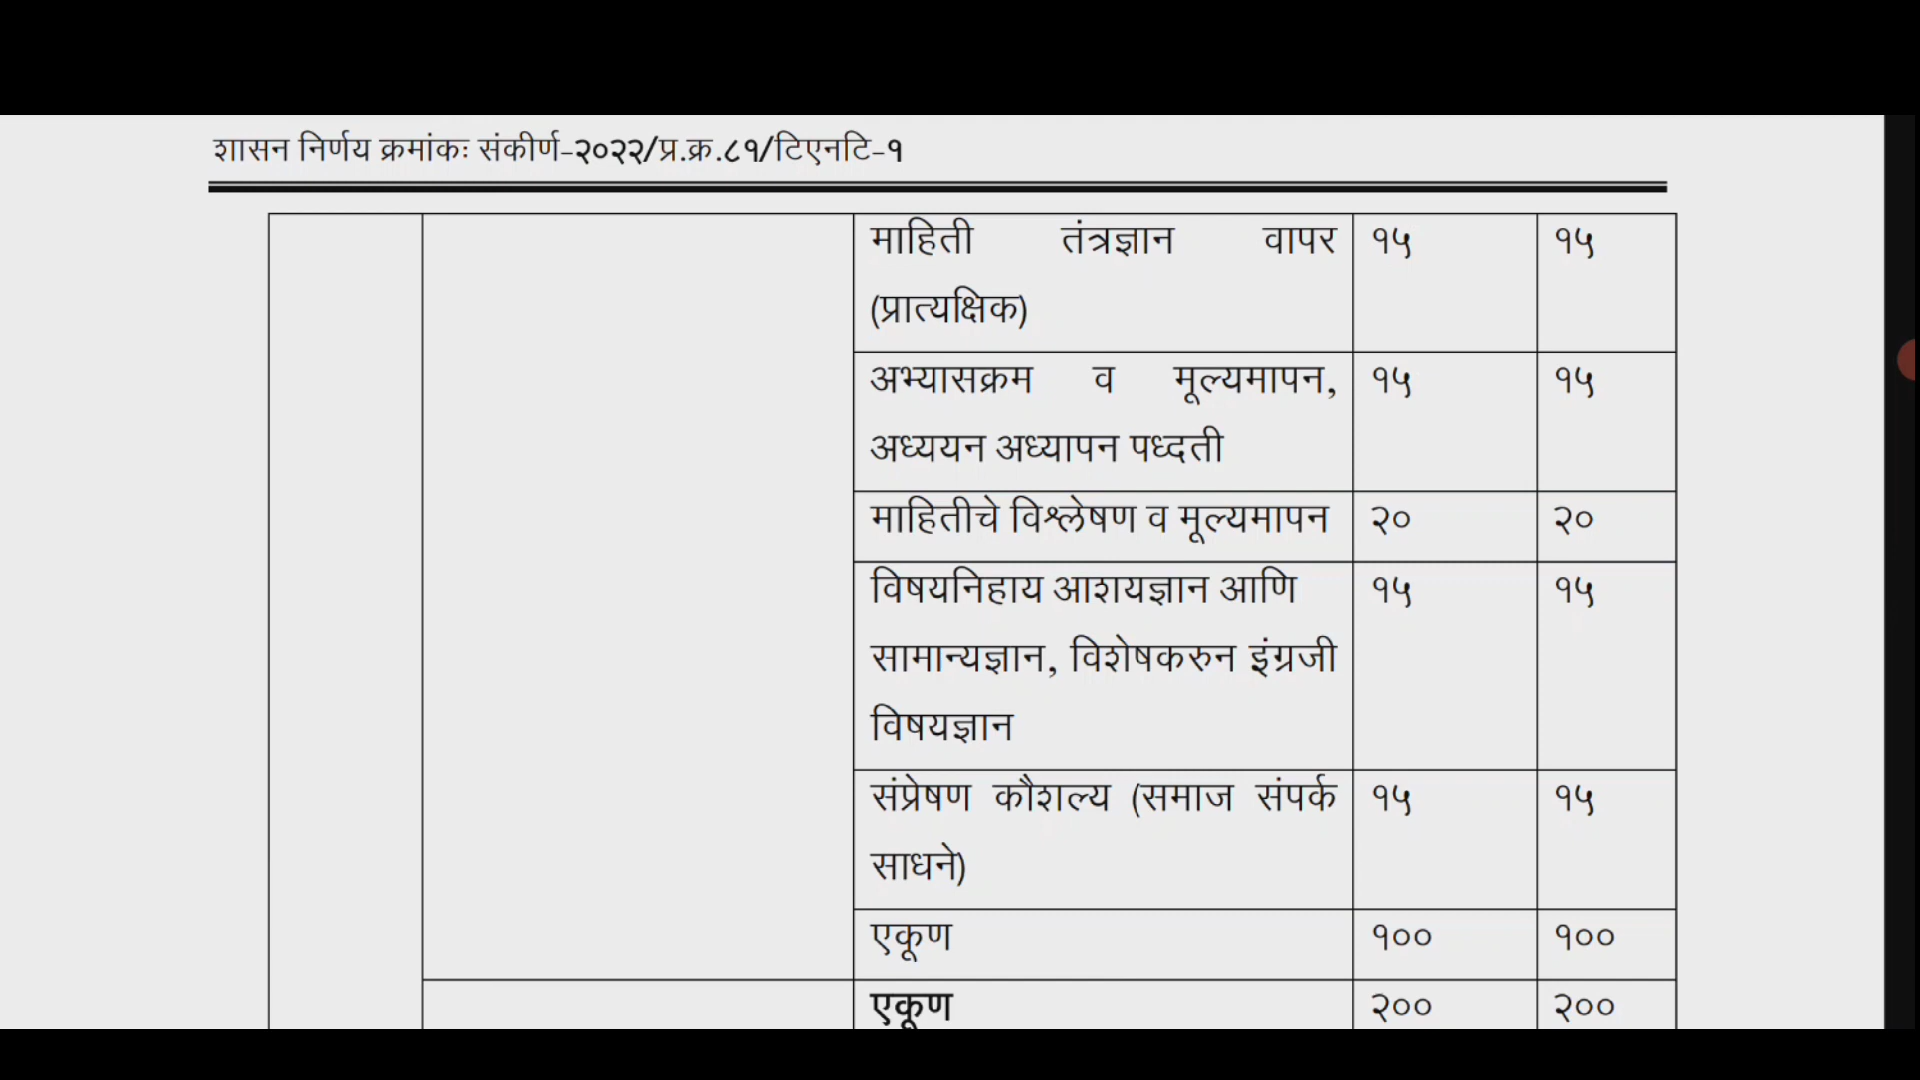 शासन निर्णय क्रमांकः संकीर्ण-२०२२/प्र.क्र.८१/टिएनटि-१
माहिती तंत्रज्ञान वापर १५ १५
(प्रात्यक्षिक)
अभ्यासक्रम व मूल्यमापन, १५ १५
अध्ययन अध्यापन पध्दती
माहितीचे विश्लेषण व मूल्यमापन २० २०
विषयनिहाय आशयज्ञान आणि १५ १५
सामान्यज्ञान, विशेषकरुन इंग्रजी
विषयज्ञान
संप्रेषण कौशल्य (समाज संपर्क १५ १५
साधने)
एकूण १०० १००
एकूण २०० २००